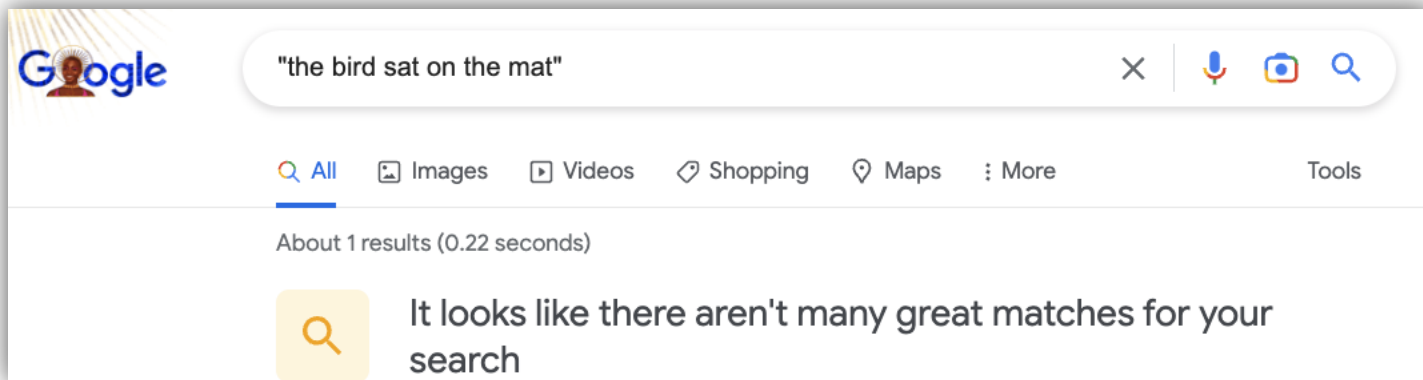 Google
"the bird sat on the mat"
All Images Videos Shopping Maps More Tools
About 1 results (0.22 seconds)
It looks like there aren't many great matches for your
search